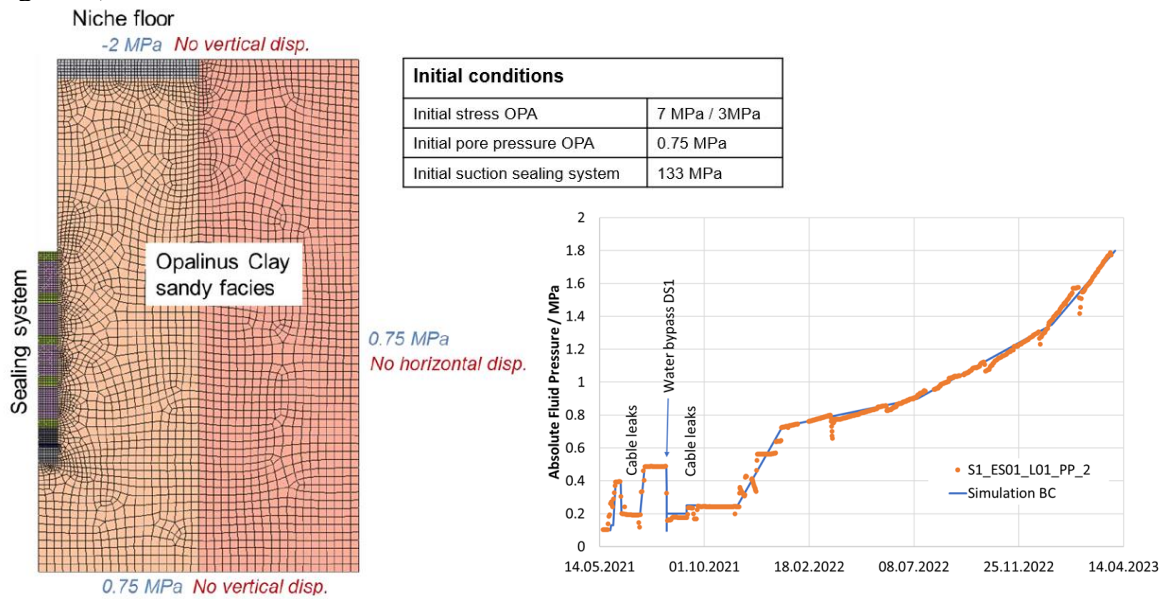 Niche floor
-2 MPa No vertical disp.
Initial conditions
Initial stress OPA 7 MPa / 3MPa
Initial pore pressure OPA 0.75 MPa
Initial suction sealing system 133 MPa
Sealing system
Opalinus Clay
sandy facies
0.75 MPa
No horizontal disp.
0.75 MPa No vertical disp.
Absolute Fluid Pressure / MPa
2
1.8
1.6
1.4
1.2
1
0.8
0.6
0.4
0.2
0
Cable leaks
Water bypass DS1
Cable leaks
S1_ES01_L01_PP_2
Simulation BC
14.05.2021 01.10.2021 18.02.2022 08.07.2022 25.11.2022 14.04.2023